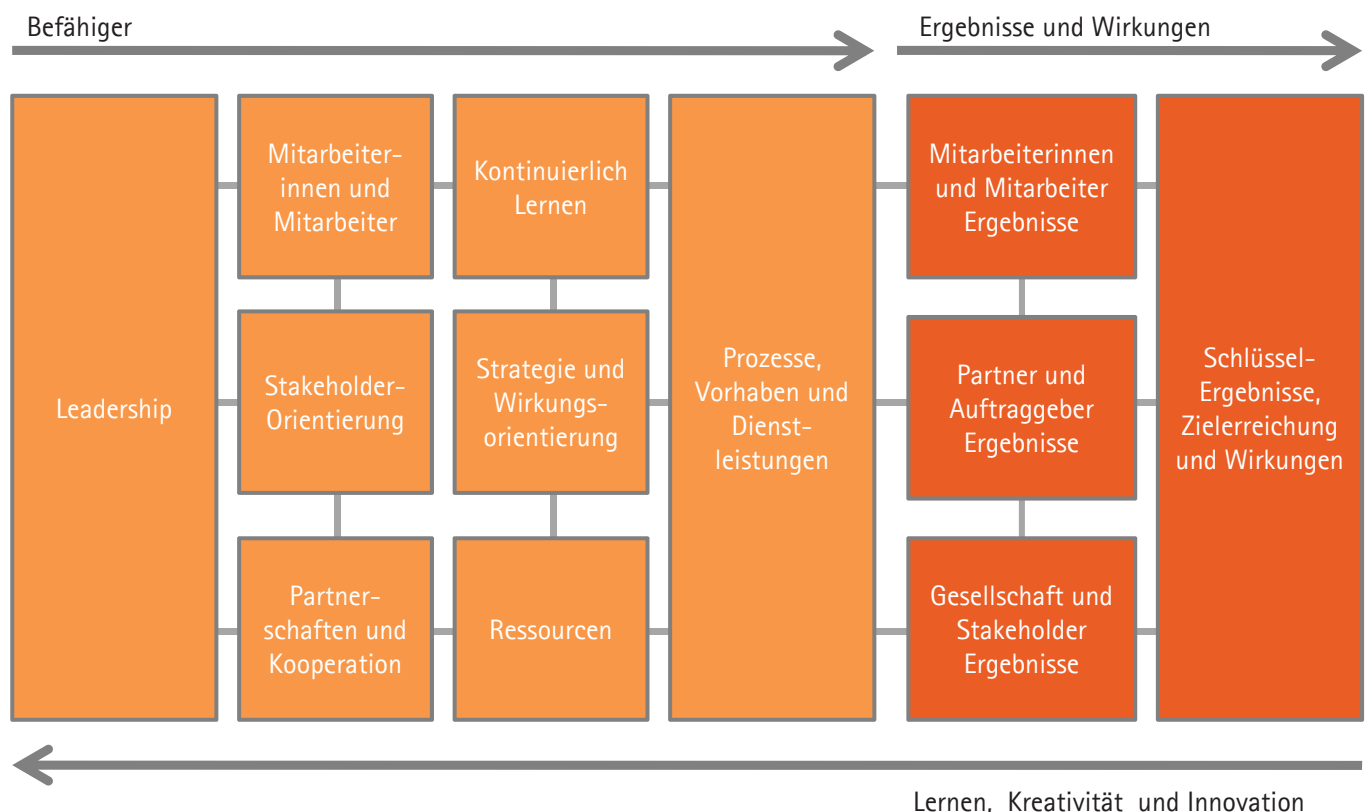 Befähiger
Ergebnisse und Wirkungen
Leadership
Mitarbeiter-
innen und
Mitarbeiter
Stakeholder-
Orientierung
Partner-
schaften und
Kooperation
Kontinuierlich
Lernen
Strategie und
Wirkungs-
orientierung
Ressourcen
Prozesse,
Vorhaben und
Dienst-
leistungen
Mitarbeiterinnen
und Mitarbeiter
Ergebnisse
Partner und
Auftraggeber
Ergebnisse
Gesellschaft und
Stakeholder
Ergebnisse
Schlüssel-
Ergebnisse,
Zielerreichung
und Wirkungen
Lernen, Kreativität und Innovation